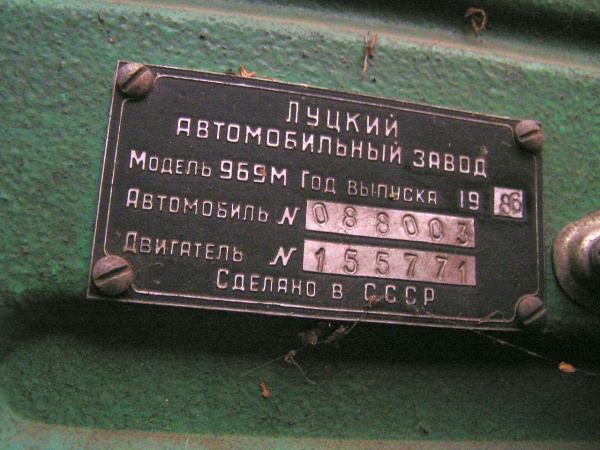 ЛУЦКИЙ
АВТОМОБИЛЬНЫЙ ЗАВОД
МОДЕЛЬ 969М ГОД ВЫПУСКА 1986
АВТОМОБИЛЬ N 088003
ДВИГАТЕЛЬ N 155771
СДЕЛАНО В СССР